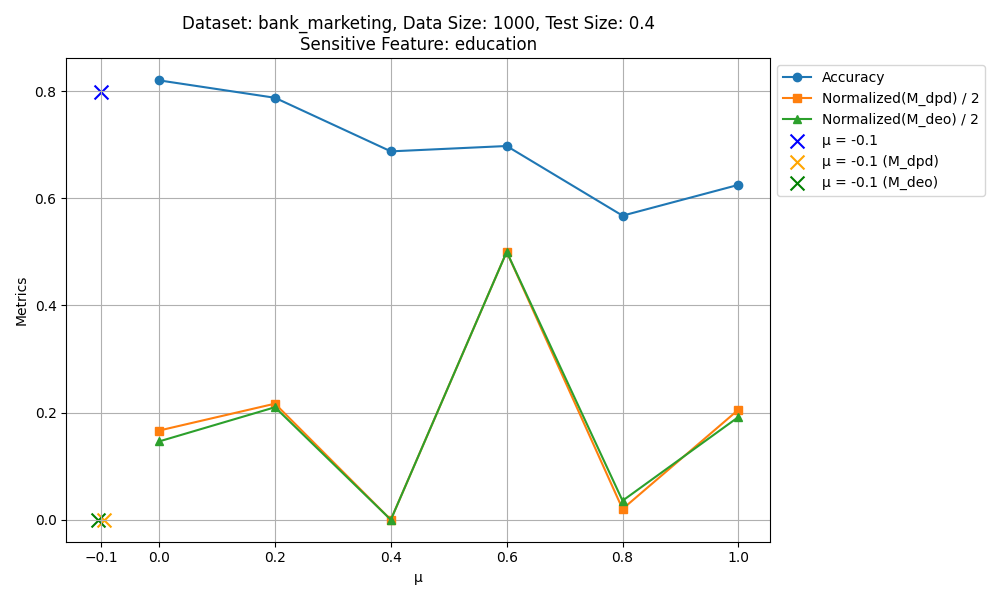 Dataset: bank_marketing, Data Size: 1000, Test Size: 0.4
Sensitive Feature: education
Accuracy
Normalized(M_dpd) / 2
Normalized(M_deo) / 2
μ = -0.1
μ = -0.1 (M_dpd)
μ = -0.1 (M_deo)
Metrics
0.8
0.6
0.4
0.2
0.0
−0.1 0.0 0.2 0.4 0.6 0.8 1.0
μ